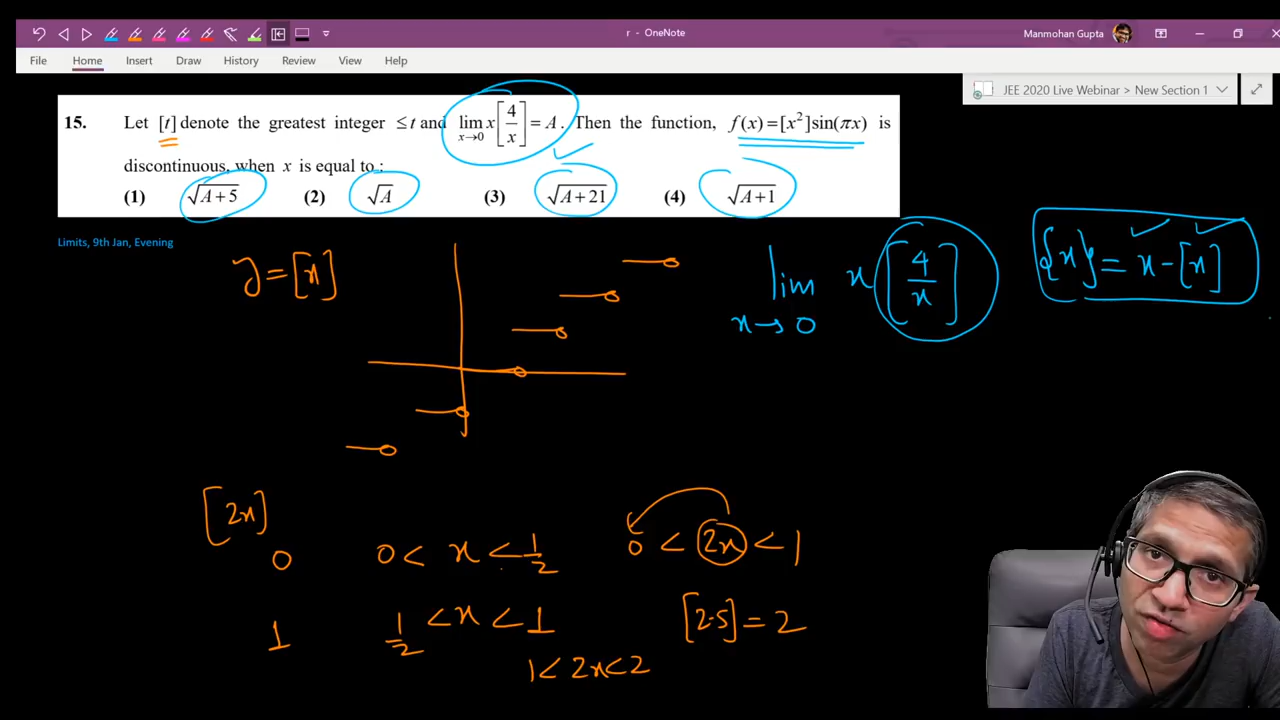 r - OneNote
Manmohan Gupta
File Home Insert Draw History Review View Help
JEE 2020 Live Webinar > New Section 1
15. Let [t] denote the greatest integer ≤ t and lim x→0 x[4/x] = A. Then the function, f(x)=[x²]sin(πx) is
discontinuous, when x is equal to :
(1) √A+5 (2) √A (3) √A+21 (4) √A+1
Limits, 9th Jan, Evening
y = [x]
lim x→0 x [4/x]
{x} = x - [x]
[2x]
0 0 < x < 1/2 0 < 2x < 1
1 1/2 < x < 1 [2.5] = 2
1 < 2x < 2